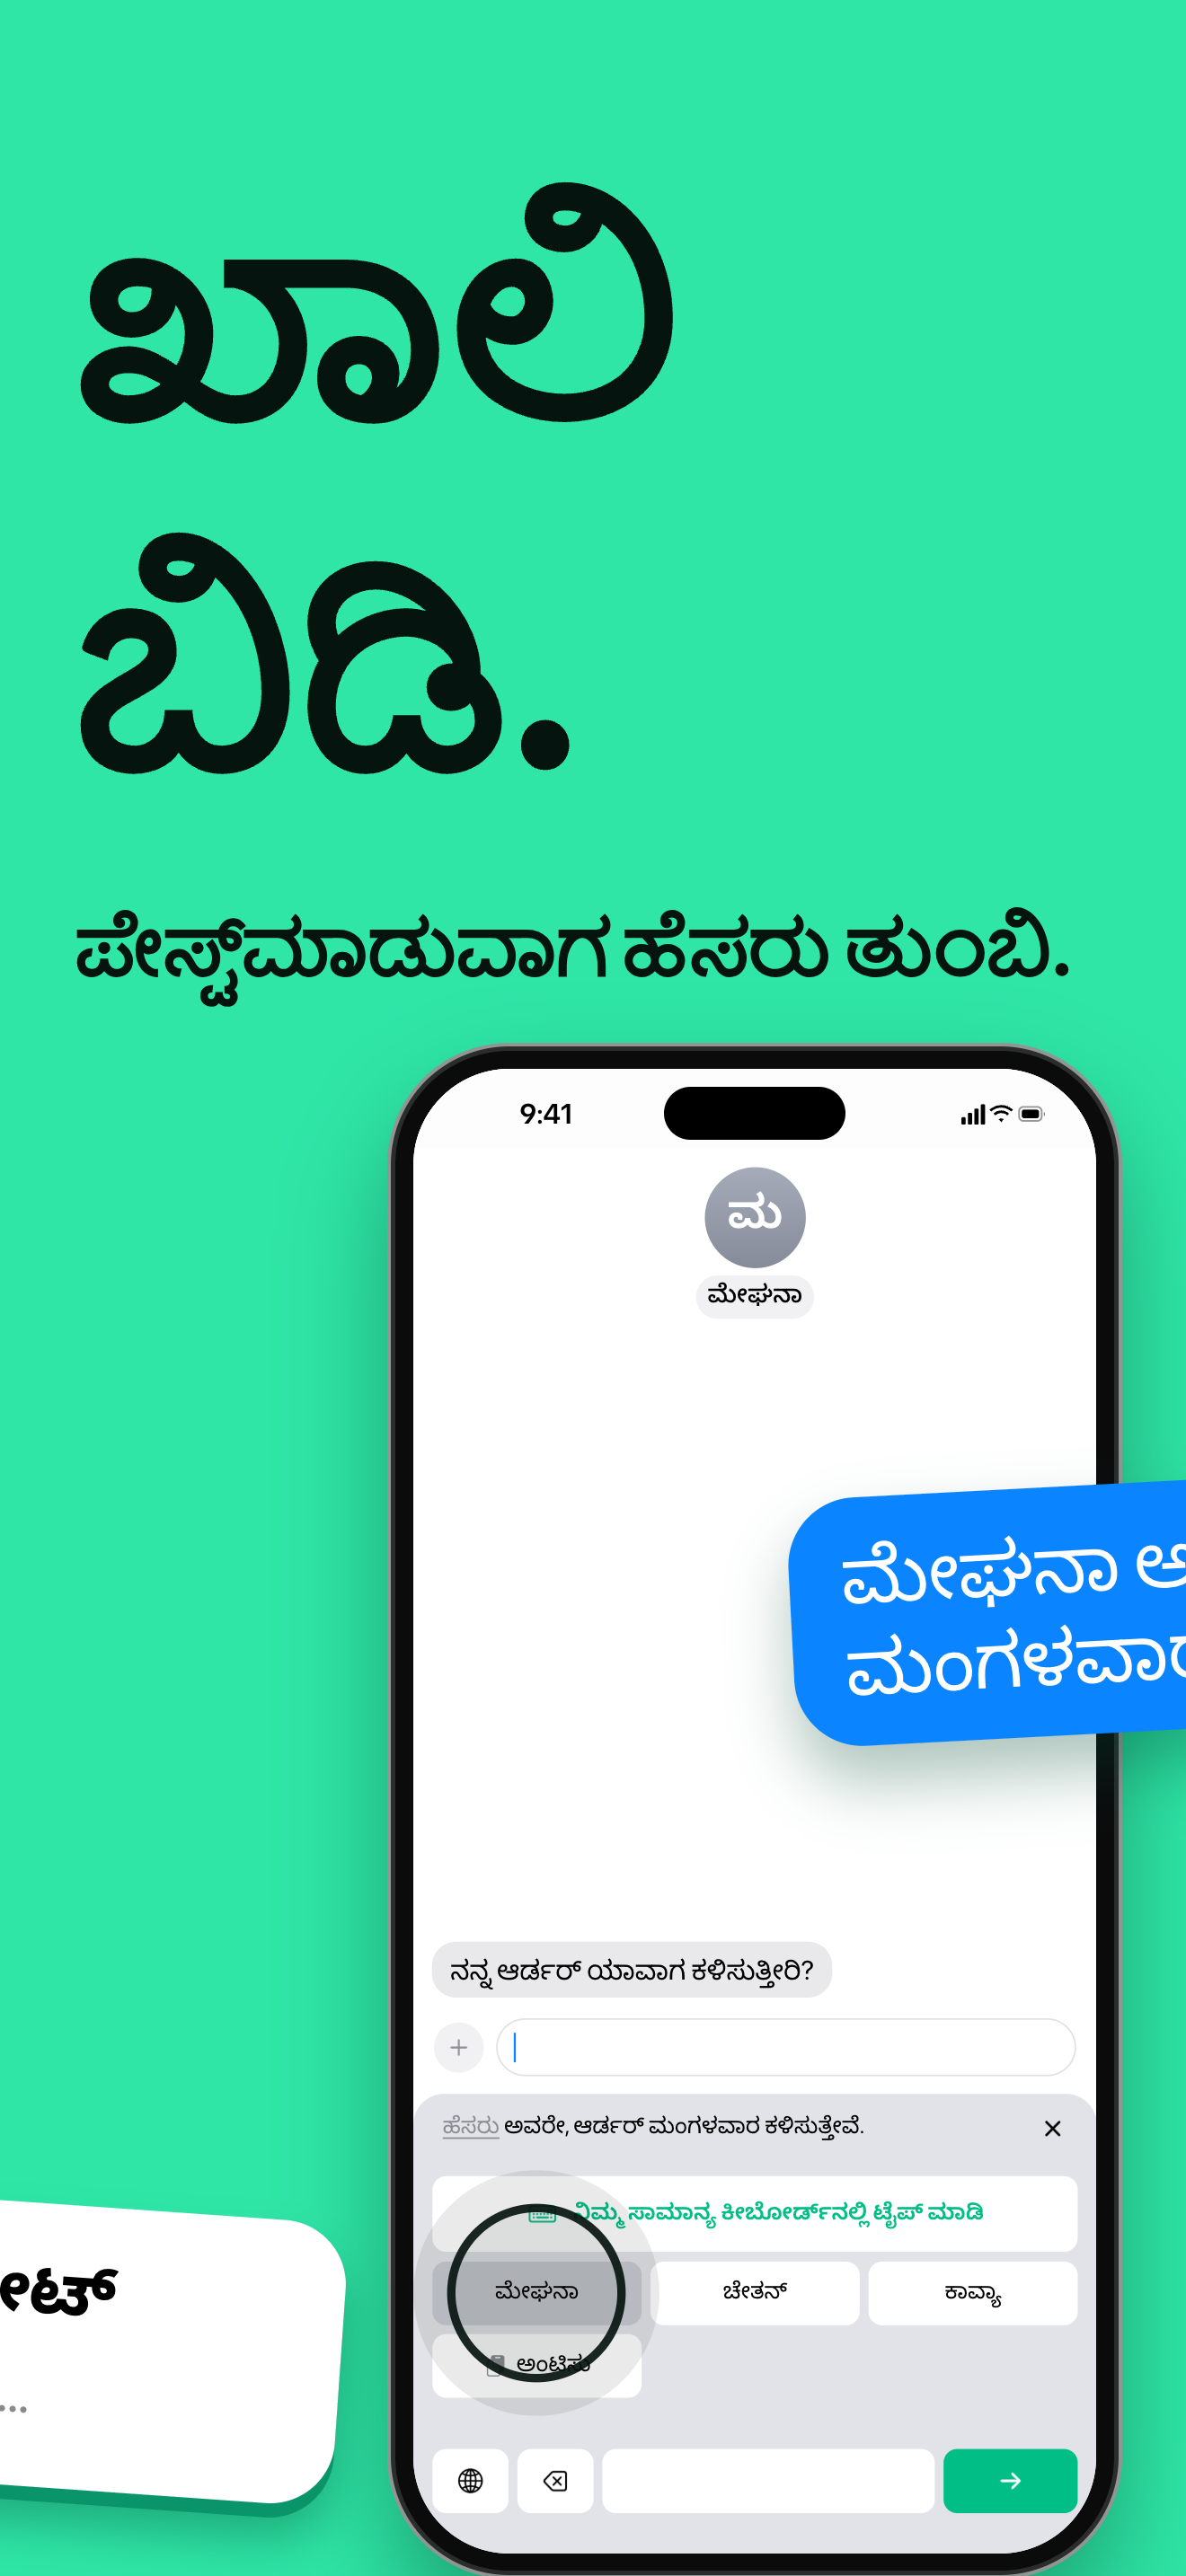 ಖಾಲಿ
ಬಿಡಿ.
ಪೇಸ್ಟ್‌ಮಾಡುವಾಗ ಹೆಸರು ತುಂಬಿ.
9:41
ಮ
ಮೇಘನಾ
ಮೇಘನಾ ಅ
ಮಂಗಳವಾರ
ನನ್ನ ಆರ್ಡರ್ ಯಾವಾಗ ಕಳಿಸುತ್ತೀರಿ?
ಹೆಸರು ಅವರೇ, ಆರ್ಡರ್ ಮಂಗಳವಾರ ಕಳಿಸುತ್ತೇವೆ.
ನಿಮ್ಮ ಸಾಮಾನ್ಯ ಕೀಬೋರ್ಡ್‌ನಲ್ಲಿ ಟೈಪ್ ಮಾಡಿ
ಮೇಘನಾ ಚೇತನ್ ಕಾವ್ಯಾ
ಅಂಟಿಸು